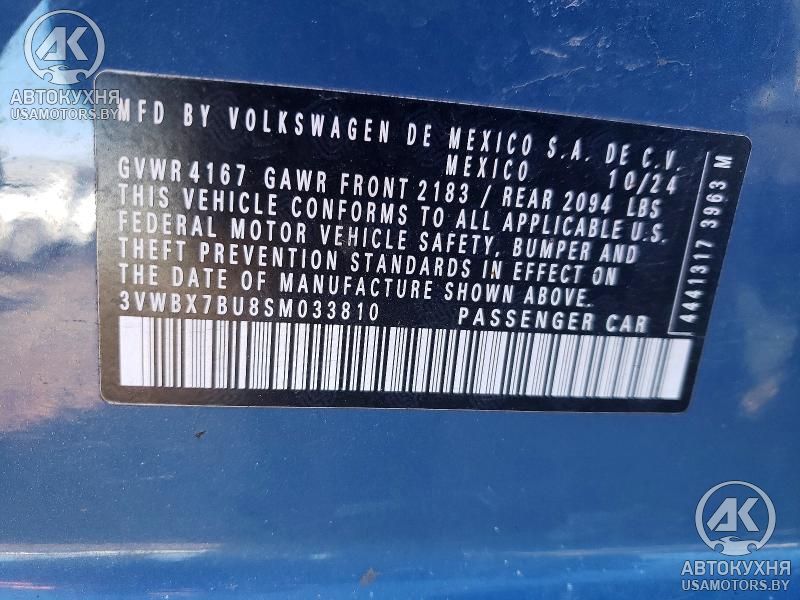 AK
АВТОКУХНЯ
USAMOTORS.BY
MFD BY VOLKSWAGEN DE MEXICO S.A. DE C.V.
MEXICO 10/24
GVWR 4167 GAWR FRONT 2183 / REAR 2094 LBS
THIS VEHICLE CONFORMS TO ALL APPLICABLE U.S.
FEDERAL MOTOR VEHICLE SAFETY, BUMPER AND
THEFT PREVENTION STANDARDS IN EFFECT ON
THE DATE OF MANUFACTURE SHOWN ABOVE.
3VWBX7BU8SM033810 PASSENGER CAR
4441317 3963 M
AK
АВТОКУХНЯ
USAMOTORS.BY